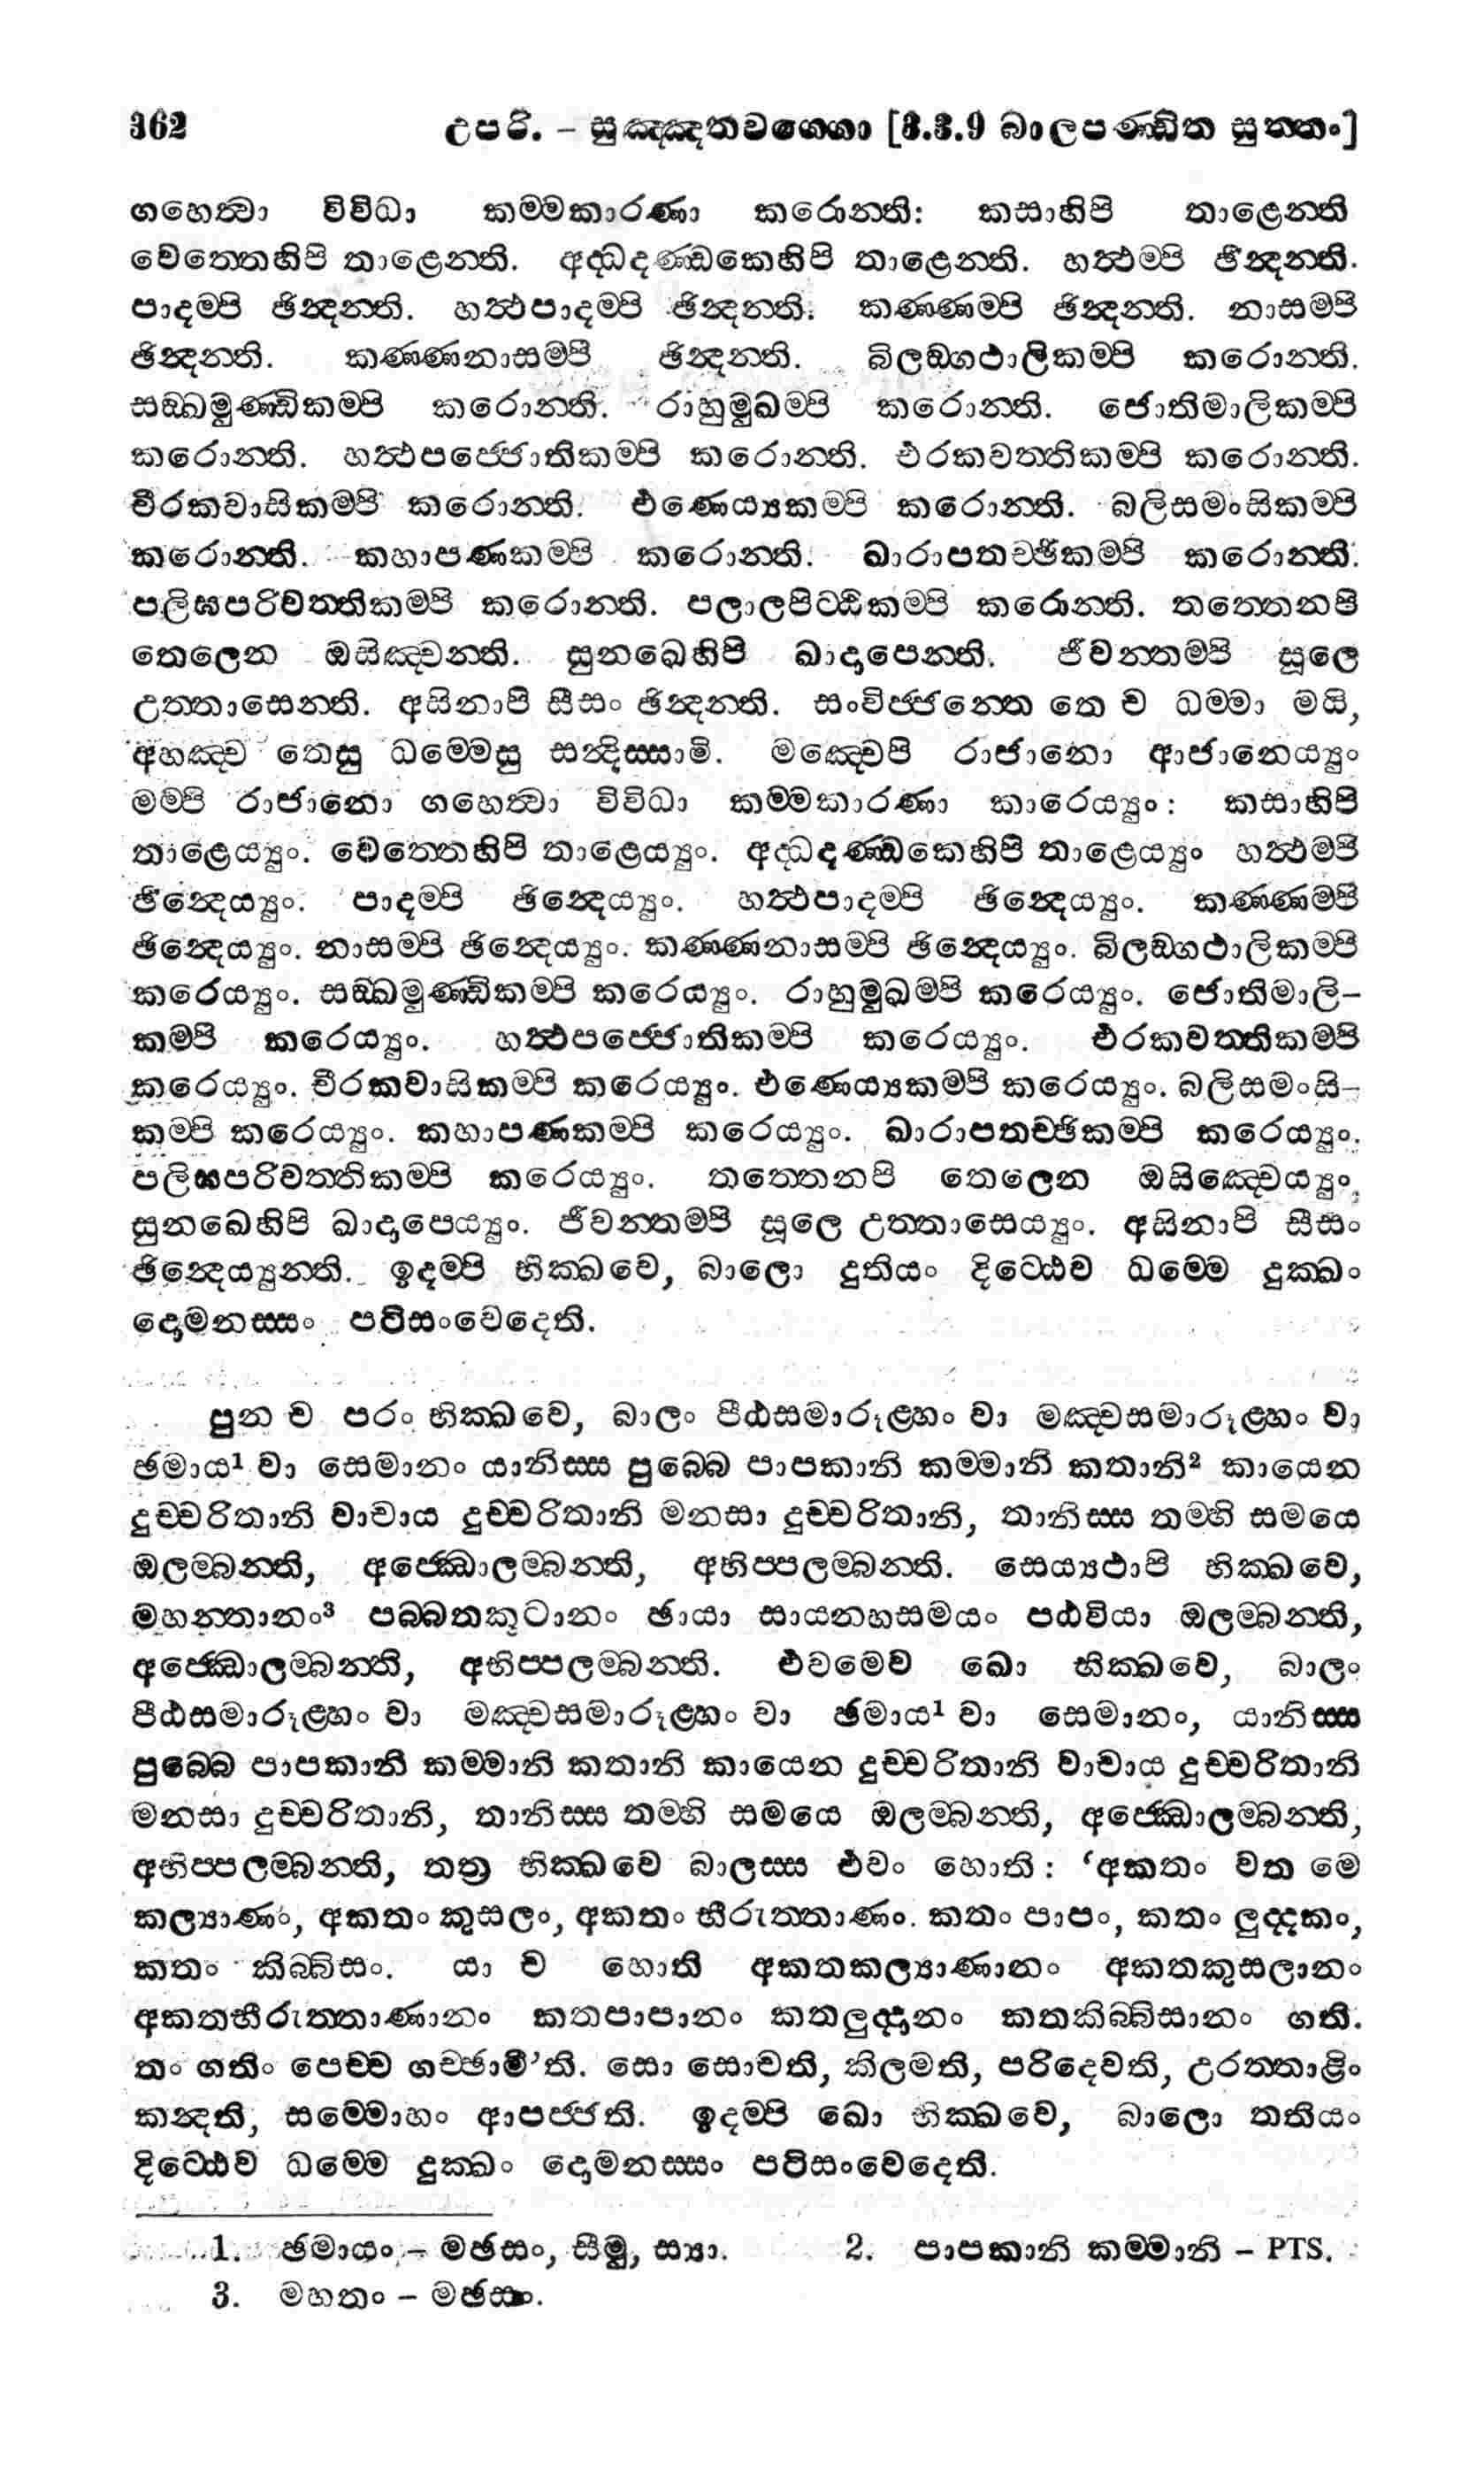 362 උපරි. – සුඤ්ඤතවග්ගො [3.3.9 බාලපණ්ඩිත සුත්තං]
ගහෙත්වා විවිධා කම්මකාරණා කරොන්ති: කසාහිපි තාළෙන්ති
වෙත්තෙහිපි තාළෙන්ති. අද්ධදණ්ඩකෙහිපි තාළෙන්ති. හත්ථම්පි ඡින්දන්ති.
පාදම්පි ඡින්දන්ති. හත්ථපාදම්පි ඡින්දන්ති. කණ්ණම්පි ඡින්දන්ති. නාසම්පි
ඡින්දන්ති. කණ්ණනාසම්පි ඡින්දන්ති. බිලඞ්ගථාලිකම්පි කරොන්ති.
සඞ්ඛමුණ්ඩිකම්පි කරොන්ති. රාහුමුඛම්පි කරොන්ති. ජොතිමාලිකම්පි
කරොන්ති. හත්ථපජ්ජොතිකම්පි කරොන්ති. එරකවත්තිකම්පි කරොන්ති.
චීරකවාසිකම්පි කරොන්ති. එණෙය්‍යකම්පි කරොන්ති. බලිසමංසිකම්පි
කරොන්ති. කහාපණකම්පි කරොන්ති. ඛාරාපතච්ඡිකම්පි කරොන්ති.
පලිඝපරිවත්තිකම්පි කරොන්ති. පලාලපිට්ඨිකම්පි කරොන්ති. තත්තෙනපි
තෙලෙන ඔසිඤ්චන්ති. සුනඛෙහිපි ඛාදාපෙන්ති. ජීවන්තම්පි සූලෙ
උත්තාසෙන්ති. අසිනාපි සීසං ඡින්දන්ති. සංවිජ්ජන්තෙ තෙ ච ධම්මා මයි,
අහඤ්ච තෙසු ධම්මෙසු සන්දිස්සාමි. මඤ්චෙපි රාජානො ආජානෙය්‍යුං
මම්පි රාජානො ගහෙත්වා විවිධා කම්මකාරණා කාරෙය්‍යුං: කසාහිපි
තාළෙය්‍යුං. වෙත්තෙහිපි තාළෙය්‍යුං. අද්ධදණ්ඩකෙහිපි තාළෙය්‍යුං හත්ථම්පි
ඡින්දෙය්‍යුං. පාදම්පි ඡින්දෙය්‍යුං. හත්ථපාදම්පි ඡින්දෙය්‍යුං. කණ්ණම්පි
ඡින්දෙය්‍යුං. නාසම්පි ඡින්දෙය්‍යුං. කණ්ණනාසම්පි ඡින්දෙය්‍යුං. බිලඞ්ගථාලිකම්පි
කරෙය්‍යුං. සඞ්ඛමුණ්ඩිකම්පි කරෙය්‍යුං. රාහුමුඛම්පි කරෙය්‍යුං. ජොතිමාලි-
කම්පි කරෙය්‍යුං. හත්ථපජ්ජොතිකම්පි කරෙය්‍යුං. එරකවත්තිකම්පි
කරෙය්‍යුං. චීරකවාසිකම්පි කරෙය්‍යුං. එණෙය්‍යකම්පි කරෙය්‍යුං. බලිසමංසි-
කම්පි කරෙය්‍යුං. කහාපණකම්පි කරෙය්‍යුං. ඛාරාපතච්ඡිකම්පි කරෙය්‍යුං.
පලිඝපරිවත්තිකම්පි කරෙය්‍යුං. තත්තෙනපි තෙලෙන ඔසිඤ්චෙය්‍යුං,
සුනඛෙහිපි ඛාදාපෙය්‍යුං. ජීවන්තම්පි සූලෙ උත්තාසෙය්‍යුං. අසිනාපි සීසං
ඡින්දෙය්‍යුන්ති. ඉදම්පි භික්ඛවෙ, බාලො දුතියං දිට්ඨෙව ධම්මෙ දුක්ඛං
දොමනස්සං පටිසංවෙදෙති.
පුන ච පරං භික්ඛවෙ, බාලං පීඨසමාරූළ්හං වා මඤ්චසමාරූළ්හං වා
ඡමාය¹ වා සෙමානං යානිස්ස පුබ්බෙ පාපකානි කම්මානි කතානි² කායෙන
දුච්චරිතානි වාචාය දුච්චරිතානි මනසා දුච්චරිතානි, තානිස්ස තම්හි සමයෙ
ඔලම්බන්ති, අජ්ඣොලම්බන්ති, අභිප්පලම්බන්ති. සෙය්‍යථාපි භික්ඛවෙ,
මහන්තානං³ පබ්බතකූටානං ඡායා සායන්හසමයං පඨවියා ඔලම්බන්ති,
අජ්ඣොලම්බන්ති, අභිප්පලම්බන්ති. එවමෙව ඛො භික්ඛවෙ, බාලං
පීඨසමාරූළ්හං වා මඤ්චසමාරූළ්හං වා ඡමාය¹ වා සෙමානං, යානිස්ස
පුබ්බෙ පාපකානි කම්මානි කතානි කායෙන දුච්චරිතානි වාචාය දුච්චරිතානි
මනසා දුච්චරිතානි, තානිස්ස තම්හි සමයෙ ඔලම්බන්ති, අජ්ඣොලම්බන්ති,
අභිප්පලම්බන්ති, තත්‍ර භික්ඛවෙ බාලස්ස එවං හොති: ‘අකතං වත මෙ
කල්‍යාණං, අකතං කුසලං, අකතං භීරුත්තාණං. කතං පාපං, කතං ලුද්දකං,
කතං කිබ්බිසං. යා ච හොති අකතකල්‍යාණානං අකතකුසලානං
අකතභීරුත්තාණානං කතපාපානං කතලුද්දානං කතකිබ්බිසානං ගති.
තං ගතිං පෙච්ච ගච්ඡාමී’ති. සො සොචති, කිලමති, පරිදෙවති, උරත්තාළිං
කන්දති, සම්මොහං ආපජ්ජති. ඉදම්පි ඛො භික්ඛවෙ, බාලො තතියං
දිට්ඨෙව ධම්මෙ දුක්ඛං දොමනස්සං පටිසංවෙදෙති.
1. ඡමායං – මඡසං, සීමු, ස්‍යා. 2. පාපකානි කම්මානි – PTS.
3. මහතං – මඡසං.